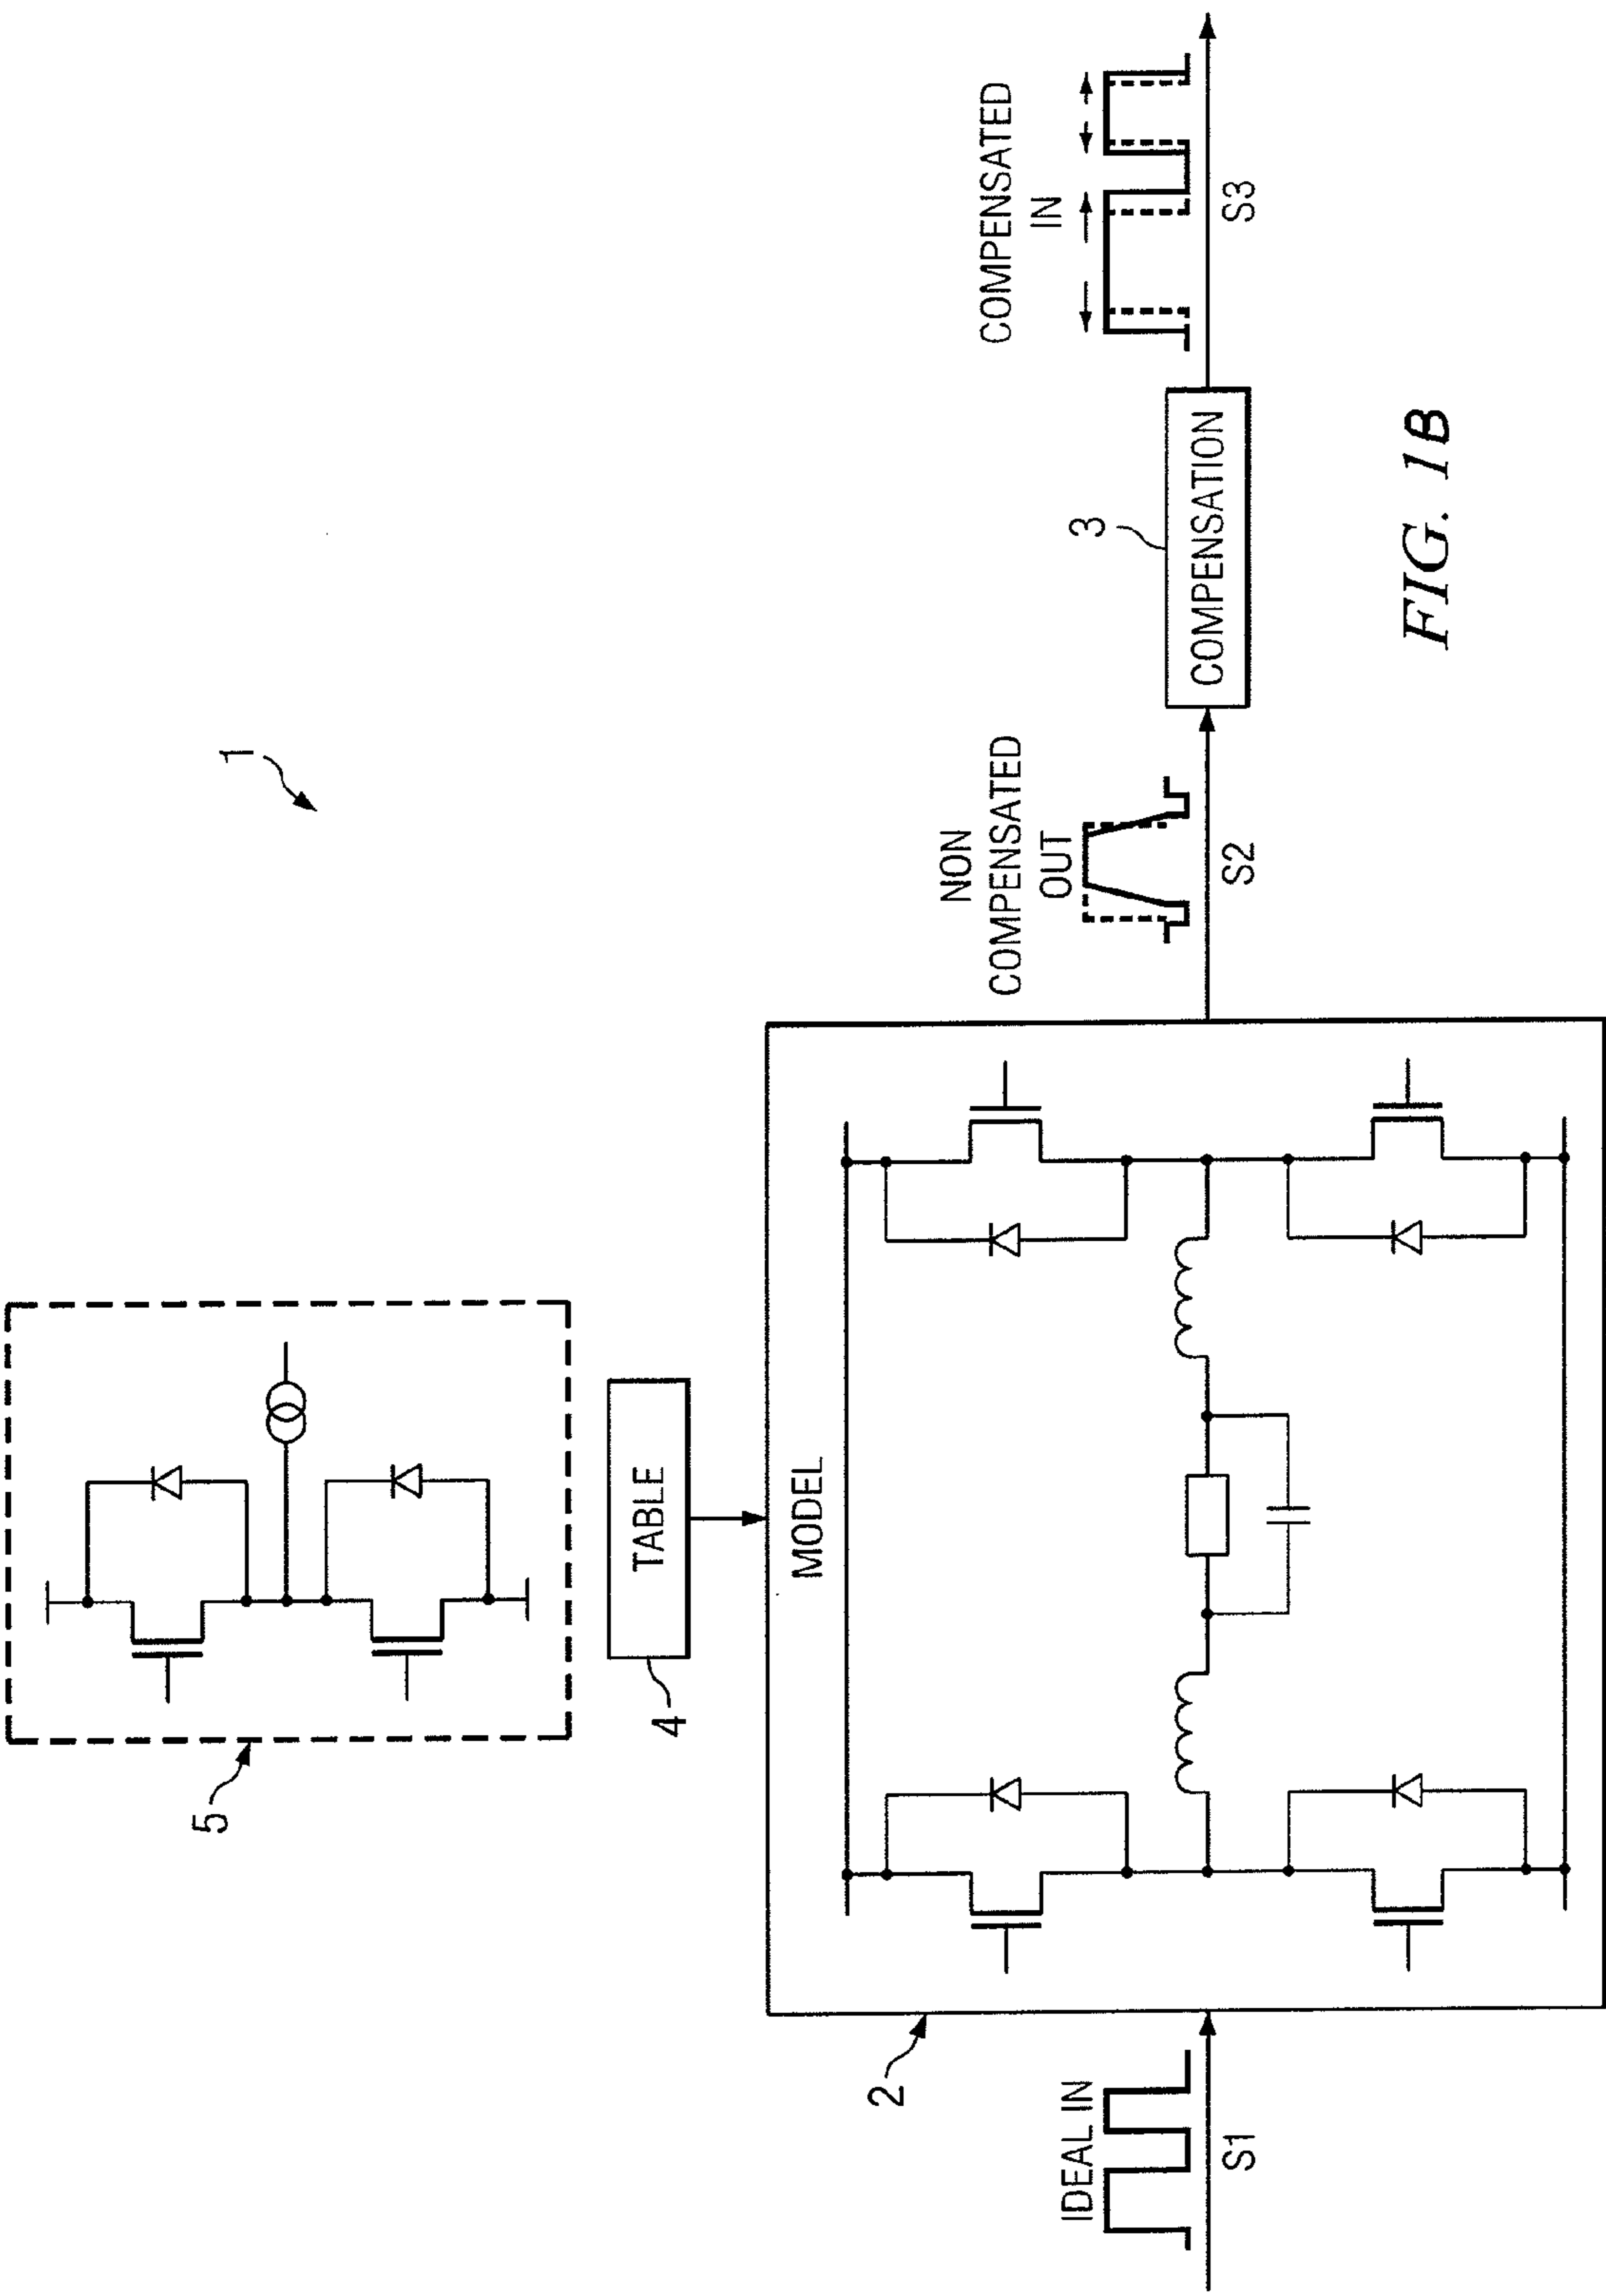 1
5
TABLE
4
MODEL
2
IDEAL IN
S1
NON
COMPENSATED
OUT
S2
3
COMPENSATION
COMPENSATED
IN
S3
FIG. 1B